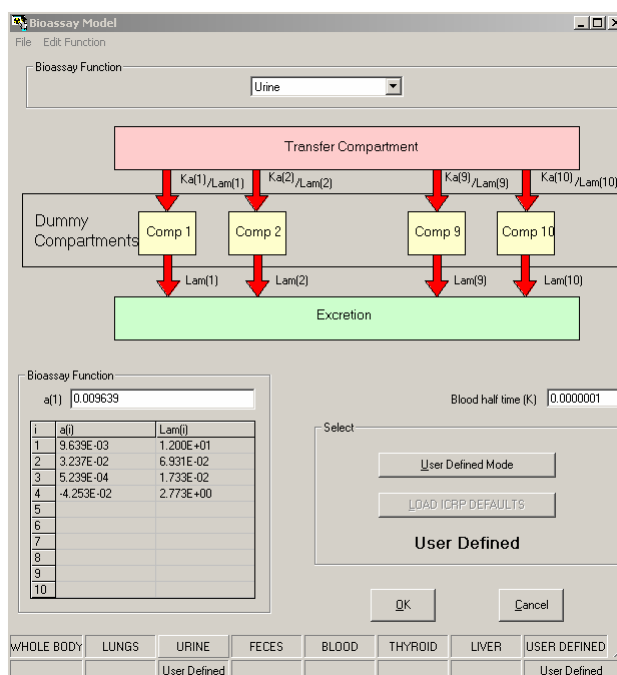 Bioassay Model
File Edit Function
Bioassay Function
Urine
Transfer Compartment
Ka(1)/Lam(1) Ka(2)/Lam(2) Ka(9)/Lam(9) Ka(10)/Lam(10)
Dummy
Compartments
Comp 1 Comp 2 Comp 9 Comp 10
Lam(1) Lam(2) Lam(9) Lam(10)
Excretion
Bioassay Function
a(1) 0.009639
Blood half time (K) 0.0000001
i a(i) Lam(i)
1 9.639E-03 1.200E+01
2 3.237E-02 6.931E-02
3 5.239E-04 1.733E-02
4 -4.253E-02 2.773E+00
5
6
7
8
9
10
Select
User Defined Mode
LOAD ICRP DEFAULTS
User Defined
OK Cancel
WHOLE BODY LUNGS URINE FECES BLOOD THYROID LIVER USER DEFINED
User Defined User Defined